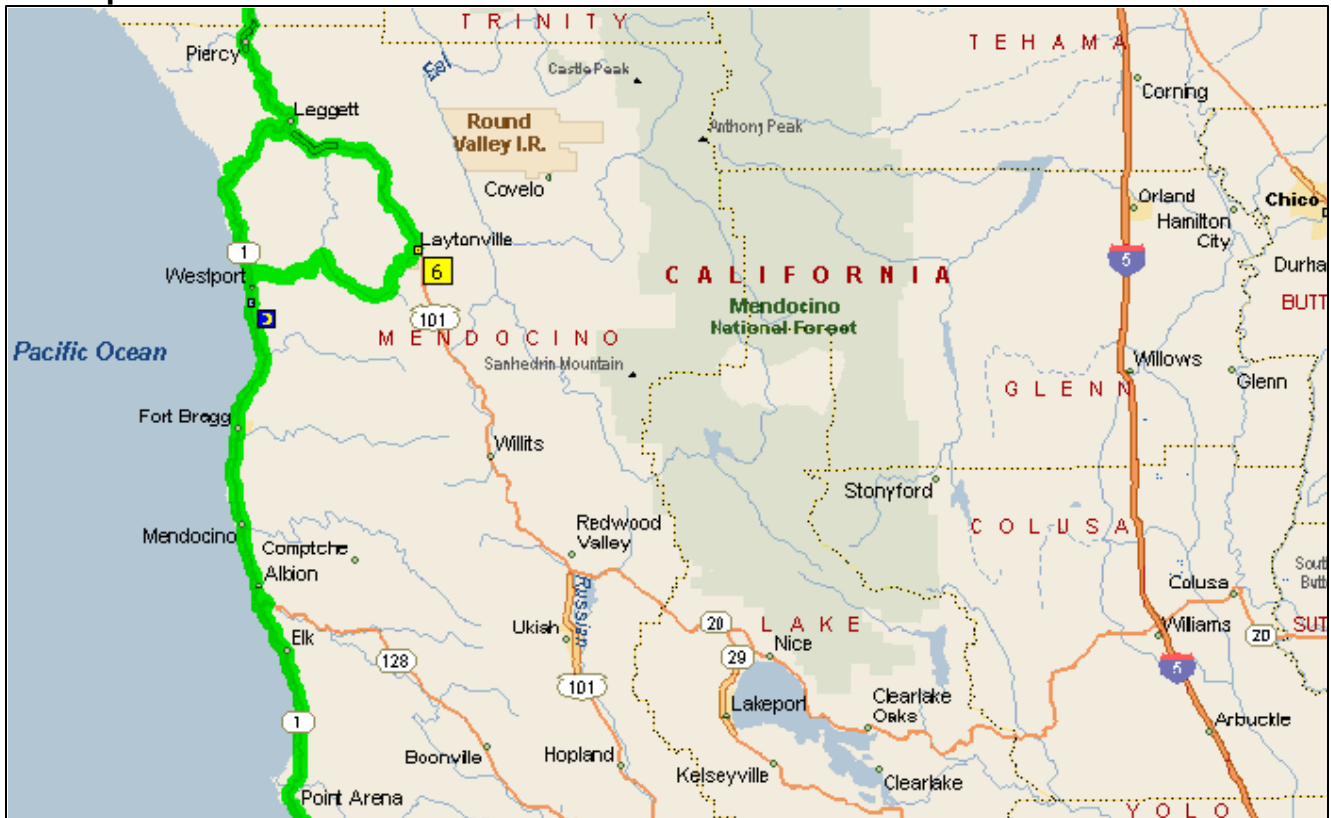 TRINITY
TEHAMA
Piercy
Eel
Castle Peak
Corning
Leggett
Round
Valley I.R.
Anthony Peak
Covelo
Orland
Chico
Hamilton
City
Laytonville
1
6
5
Westport
CALIFORNIA
Durha
Mendocino
National Forest
BUTT
101
MENDOCINO
Pacific Ocean
Sanhedrin Mountain
Willows
Glenn
GLENN
Fort Bragg
Willits
Stonyford
Mendocino
Redwood
Valley
COLUSA
Comptche
Albion
South
Butt
Colusa
Russian
Ukiah
20
LAKE
Williams
20
SUT
Elk
128
29
Nice
5
101
Lakeport
Clearlake
Oaks
1
Arbuckle
Boonville
Hopland
Kelseyville
Clearlake
Point Arena
YOLO